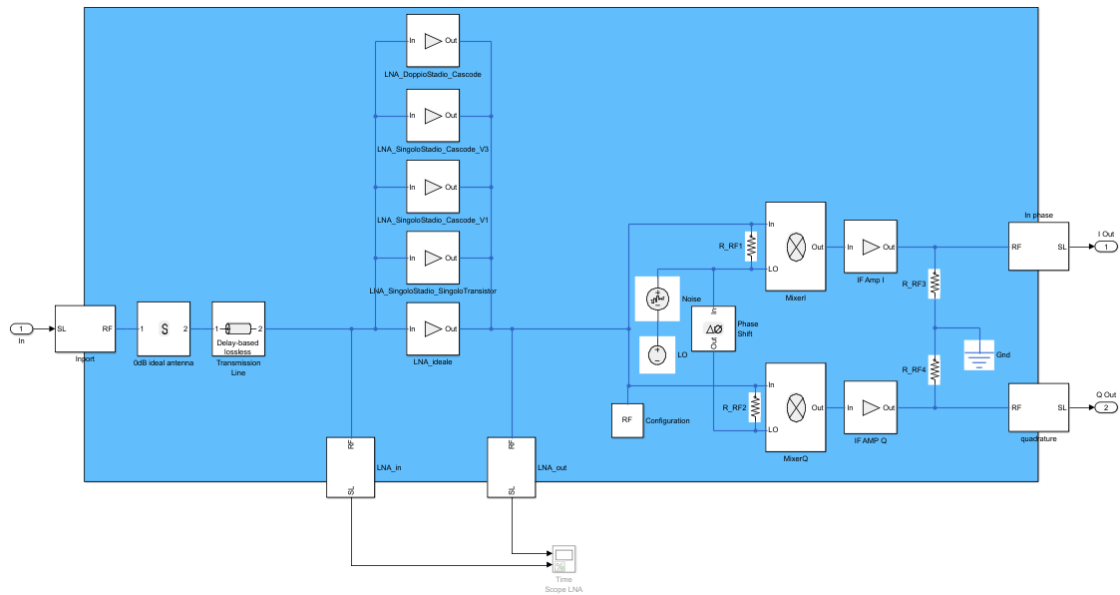 In Out
LNA_DoppioStadio_Cascode
In Out
LNA_SingoloStadio_Cascode_V3
In Out
LNA_SingoloStadio_Cascode_V1
In Out
LNA_SingoloStadio_SingoloTransistor
In Out
LNA_ideale
1
In
SL RF
Inport
1 S 2
0dB ideal antenna
1 2
Delay-based
lossless
Transmission
Line
RF
SL
LNA_in
RF
SL
LNA_out
Time
Scope LNA
Noise
LO
In
ΔØ
Out
Phase
Shift
RF
Configuration
R_RF1
In
LO
Out
MixerI
In Out
IF Amp I
R_RF2
In
LO
Out
MixerQ
In Out
IF AMP Q
R_RF3
R_RF4
Gnd
In phase
RF SL
I Out
1
RF SL
quadrature
Q Out
2